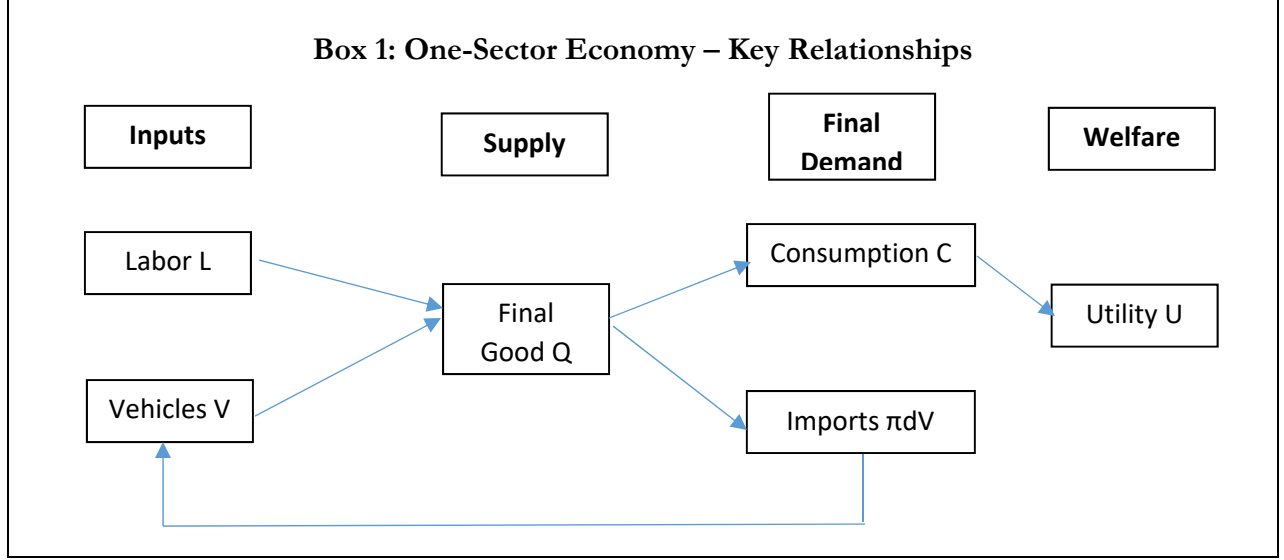 Box 1: One-Sector Economy – Key Relationships
Inputs
Supply
Final
Demand
Welfare
Labor L
Vehicles V
Final
Good Q
Consumption C
Imports πdV
Utility U